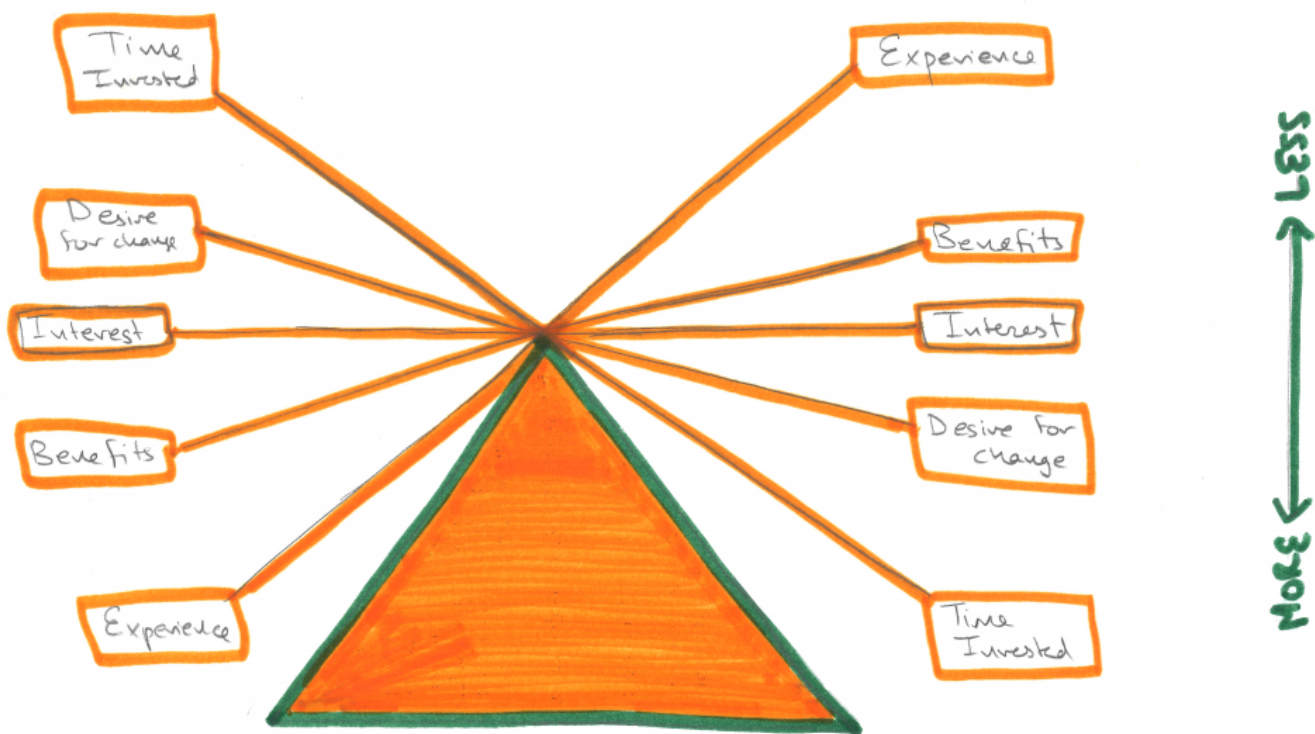 Time
Invested
Experience
Desire
for change
Benefits
Interest
Interest
Benefits
Desire for
change
Experience
Time
Invested
LESS
MORE